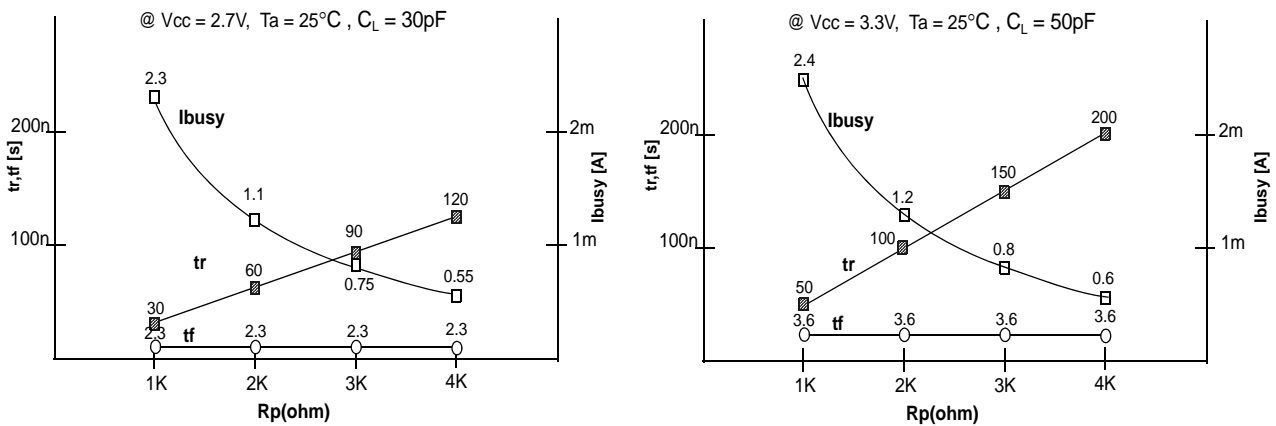 @ Vcc = 2.7V, Ta = 25°C , CL = 30pF
2.3
Ibusy
200n
2m
tr,tf [s]
Ibusy [A]
1.1
120
90
100n
1m
tr
60
0.75
0.55
30
2.3
tf
2.3
2.3
2.3
1K
2K
3K
4K
Rp(ohm)
@ Vcc = 3.3V, Ta = 25°C , CL = 50pF
2.4
Ibusy
200
200n
2m
tr,tf [s]
Ibusy [A]
150
1.2
100
100n
1m
0.8
tr
0.6
50
3.6
tf
3.6
3.6
3.6
1K
2K
3K
4K
Rp(ohm)